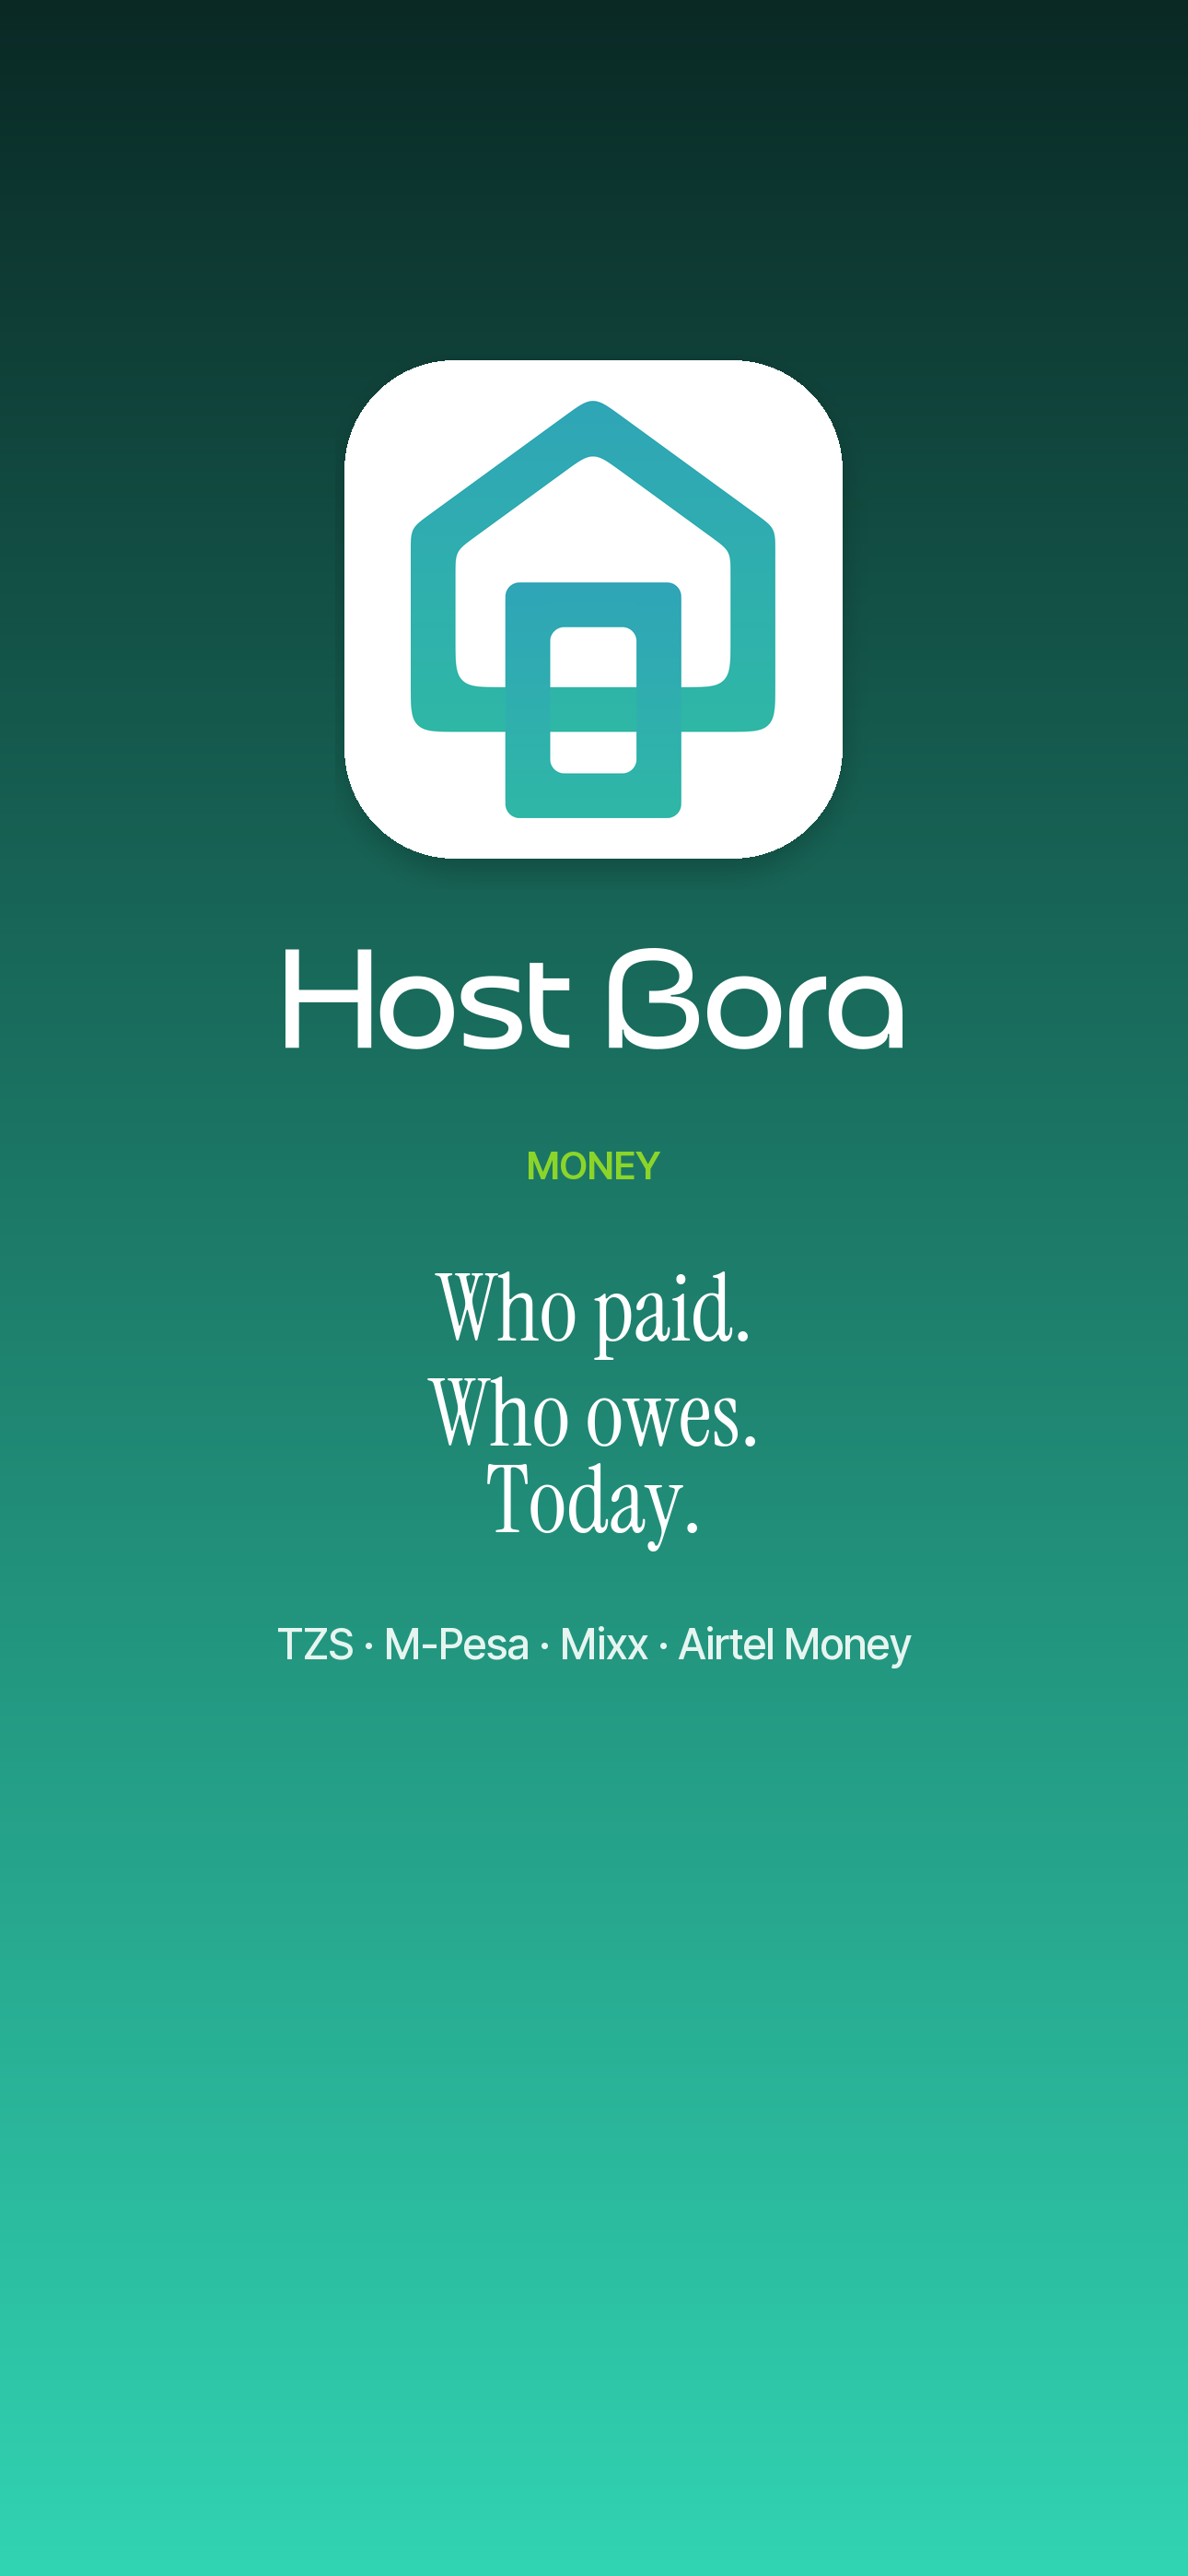 Host Bora
MONEY
Who paid.
Who owes.
Today.
TZS · M-Pesa · Mixx · Airtel Money